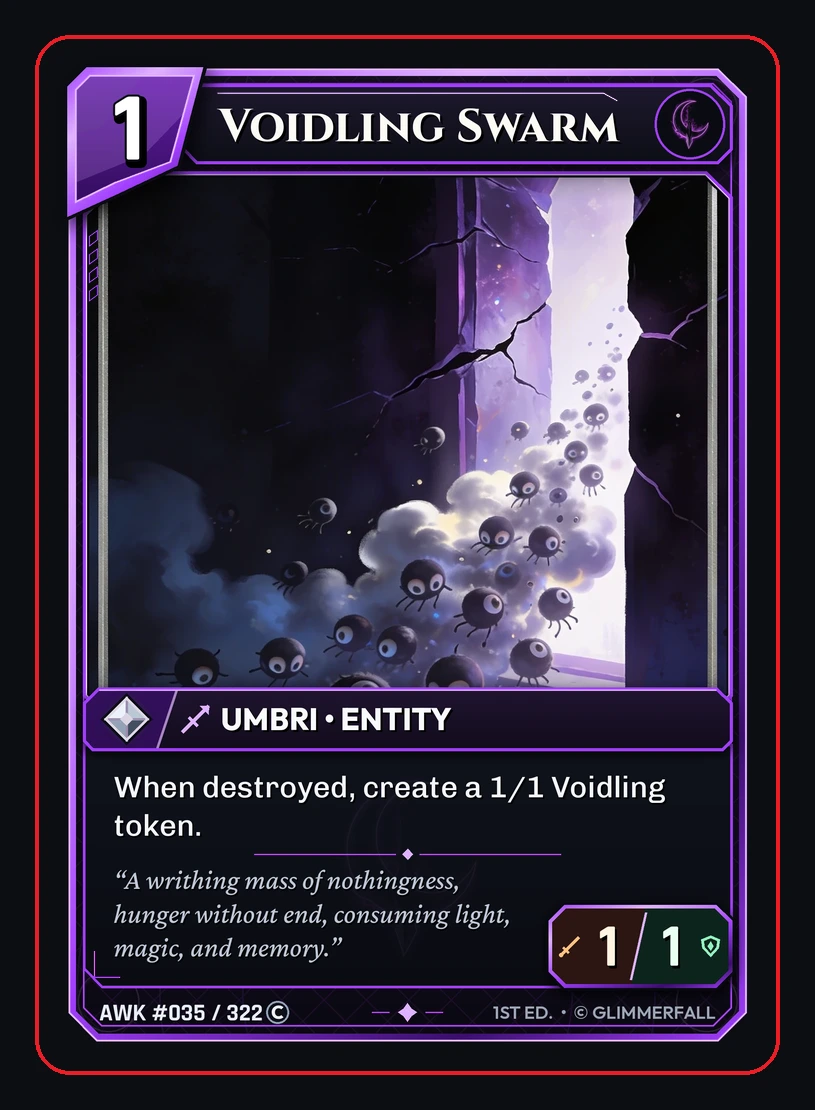 1
VOIDLING SWARM
UMBRI • ENTITY
When destroyed, create a 1/1 Voidling
token.
“A writhing mass of nothingness,
hunger without end, consuming light,
magic, and memory.”
1 / 1
AWK #035 / 322 Ⓒ
1ST ED. • © GLIMMERFALL